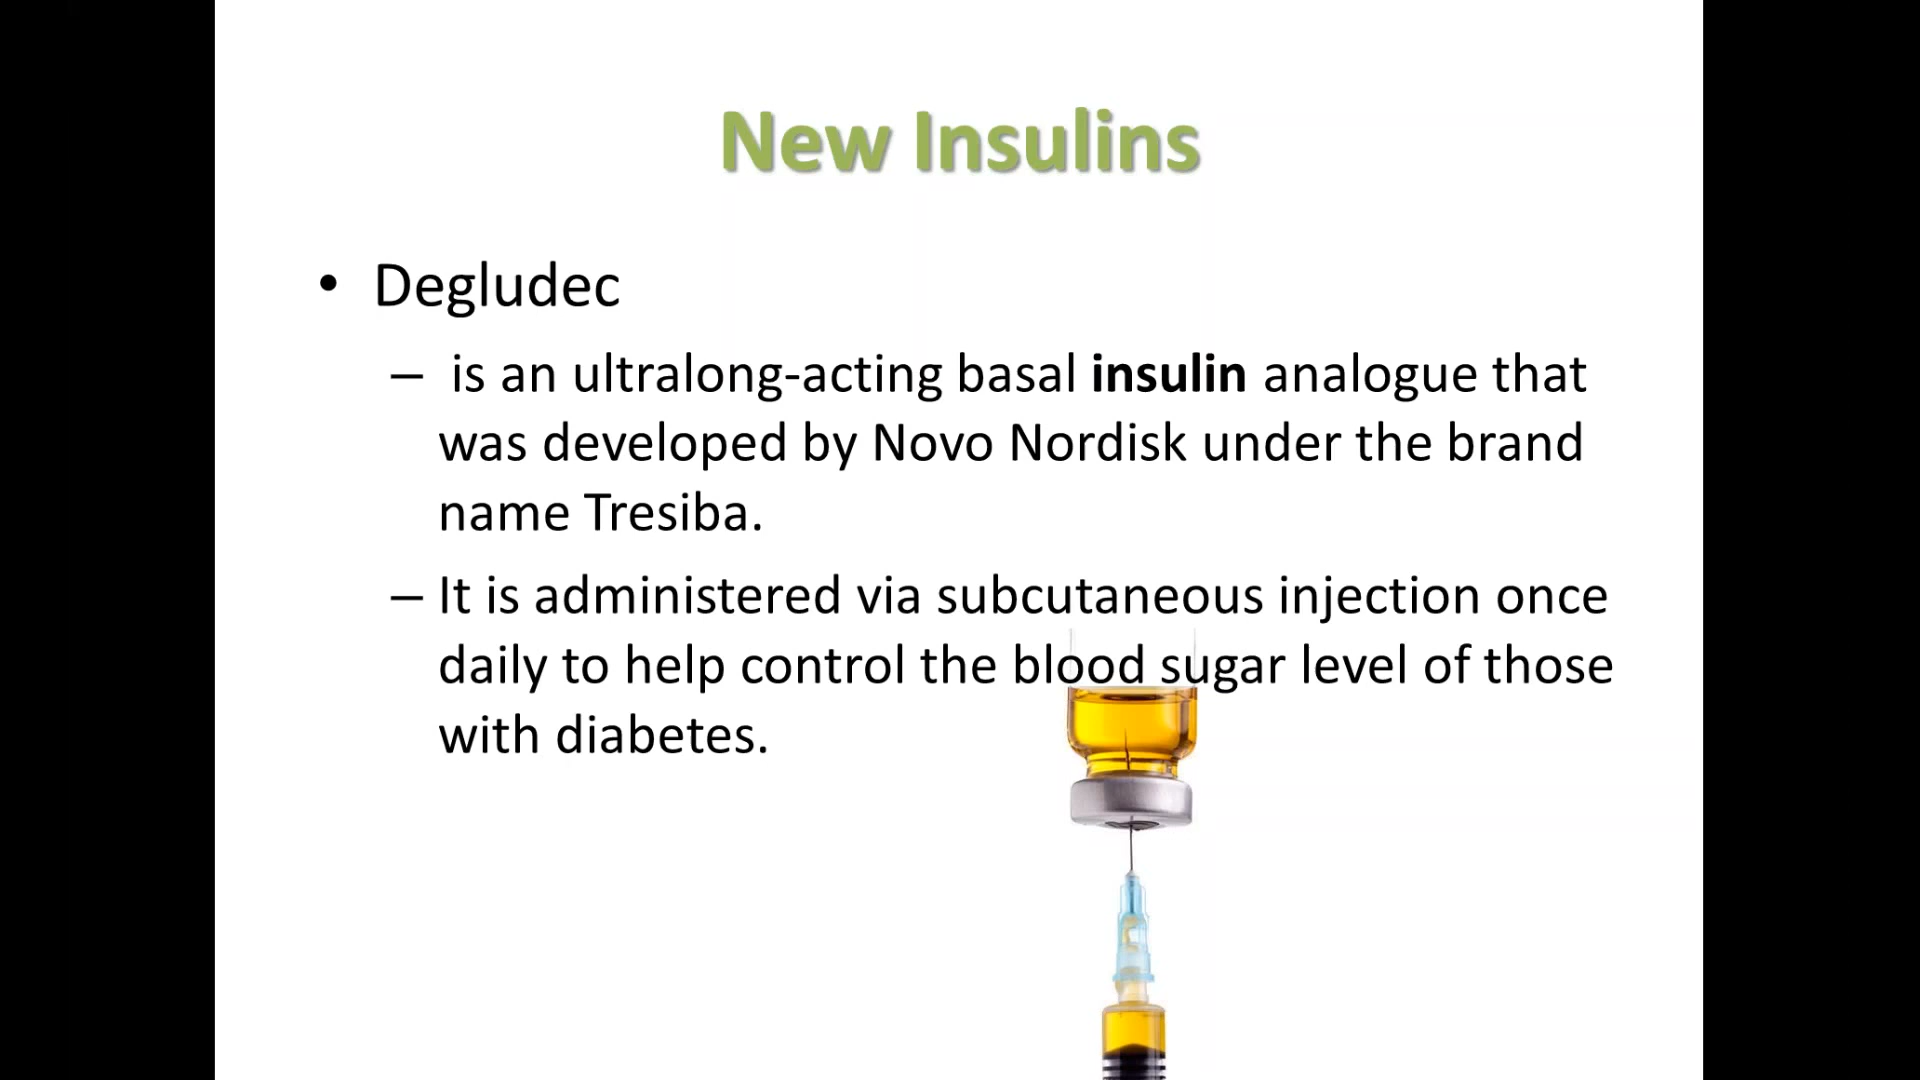 New Insulins
• Degludec
– is an ultralong-acting basal insulin analogue that
was developed by Novo Nordisk under the brand
name Tresiba.
– It is administered via subcutaneous injection once
daily to help control the blood sugar level of those
with diabetes.